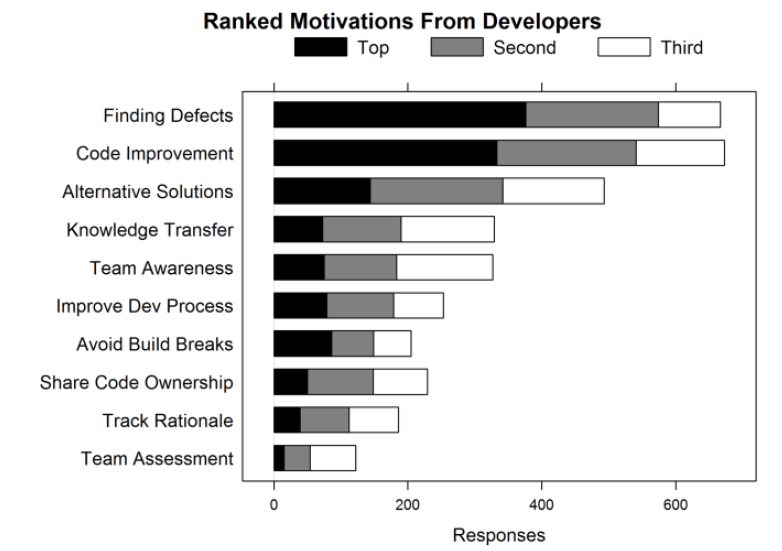 Ranked Motivations From Developers
Top Second Third
Finding Defects
Code Improvement
Alternative Solutions
Knowledge Transfer
Team Awareness
Improve Dev Process
Avoid Build Breaks
Share Code Ownership
Track Rationale
Team Assessment
0 200 400 600
Responses